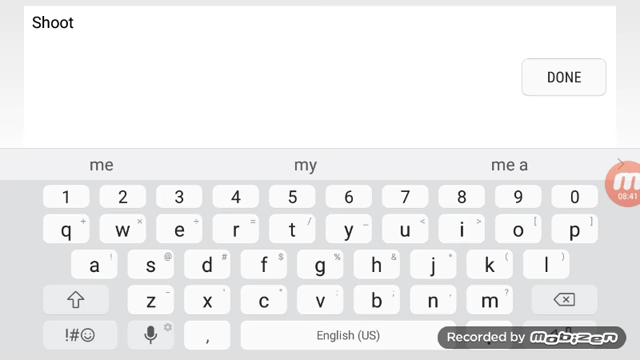 Shoot
DONE
me my me a
1 2 3 4 5 6 7 8 9 0
q + w × e ÷ r = t / y _ u < i > o [ p ]
a ! s @ d # f $ g % h & j * k ( l )
z - x ' c " v : b ; n , m ?
!#☺ , English (US)
08:41
Recorded by mobizen